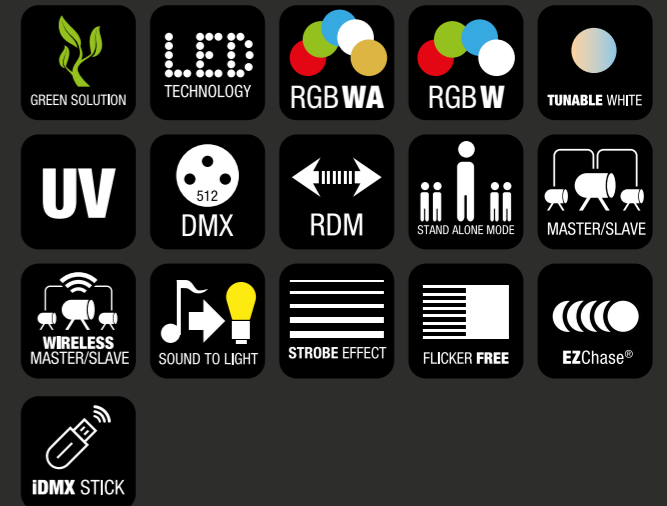 GREEN SOLUTION
LED
TECHNOLOGY
RGBWA
RGBW
TUNABLE WHITE
UV
512
DMX
RDM
STAND ALONE MODE
MASTER/SLAVE
WIRELESS
MASTER/SLAVE
SOUND TO LIGHT
STROBE EFFECT
FLICKER FREE
EZChase®
iDMX STICK